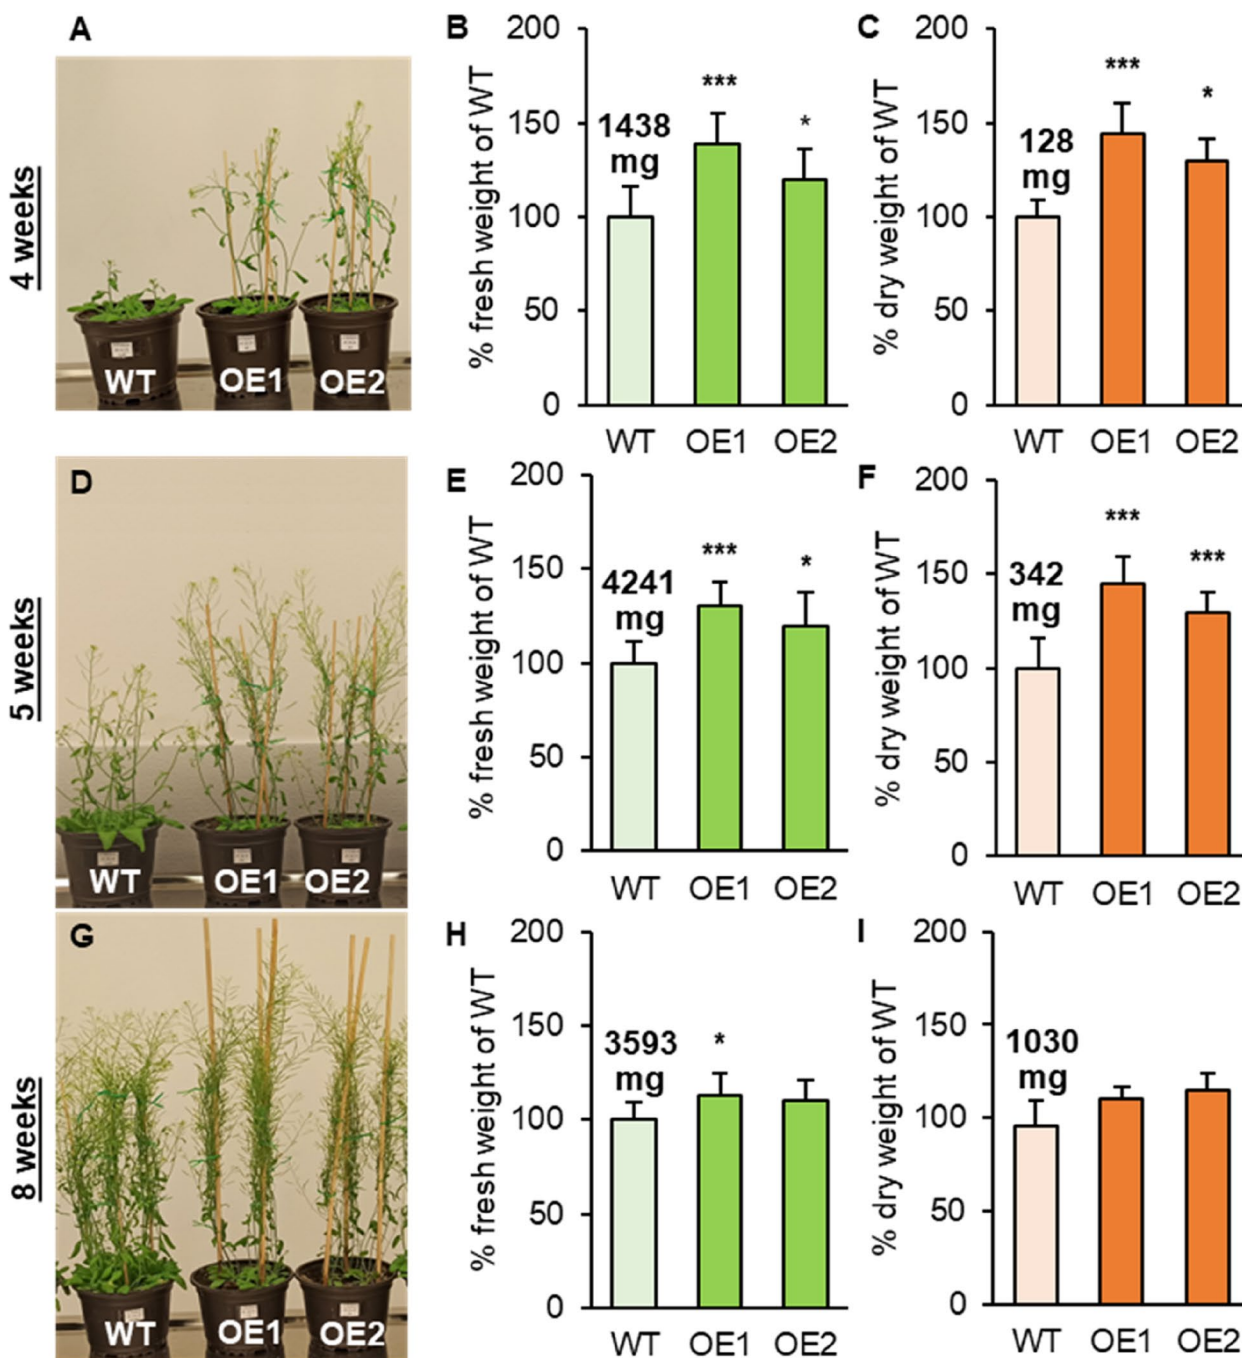 A
4 weeks
WT OE1 OE2
B
% fresh weight of WT
200
150
100
50
0
1438
mg
***
*
WT OE1 OE2
C
% dry weight of WT
200
150
100
50
0
128
mg
***
*
WT OE1 OE2
D
5 weeks
WT OE1 OE2
E
% fresh weight of WT
200
150
100
50
0
4241
mg
***
*
WT OE1 OE2
F
% dry weight of WT
200
150
100
50
0
342
mg
***
***
WT OE1 OE2
G
8 weeks
WT OE1 OE2
H
% fresh weight of WT
200
150
100
50
0
3593
mg
*
WT OE1 OE2
I
% dry weight of WT
200
150
100
50
0
1030
mg
WT OE1 OE2